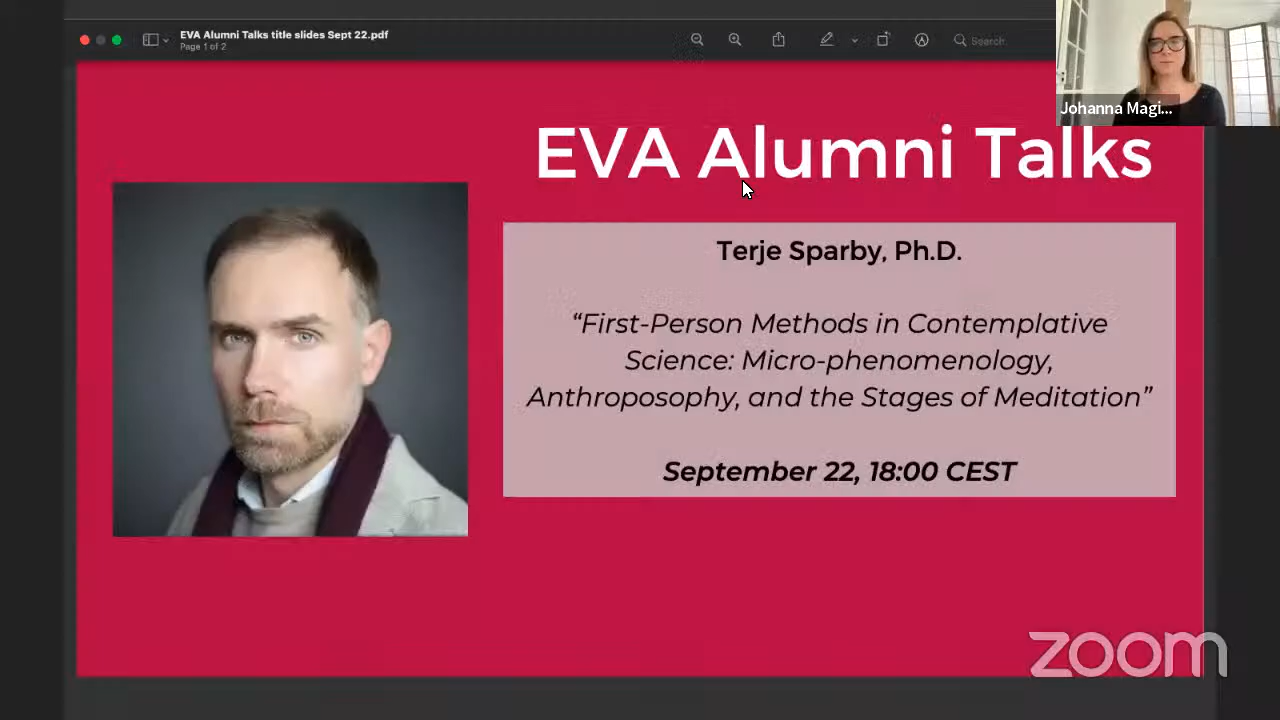 EVA Alumni Talks title slides Sept 22.pdf
Page 1 of 2
Search
Johanna Magi...
EVA Alumni Talks
Terje Sparby, Ph.D.
“First-Person Methods in Contemplative
Science: Micro-phenomenology,
Anthroposophy, and the Stages of Meditation”
September 22, 18:00 CEST
zoom